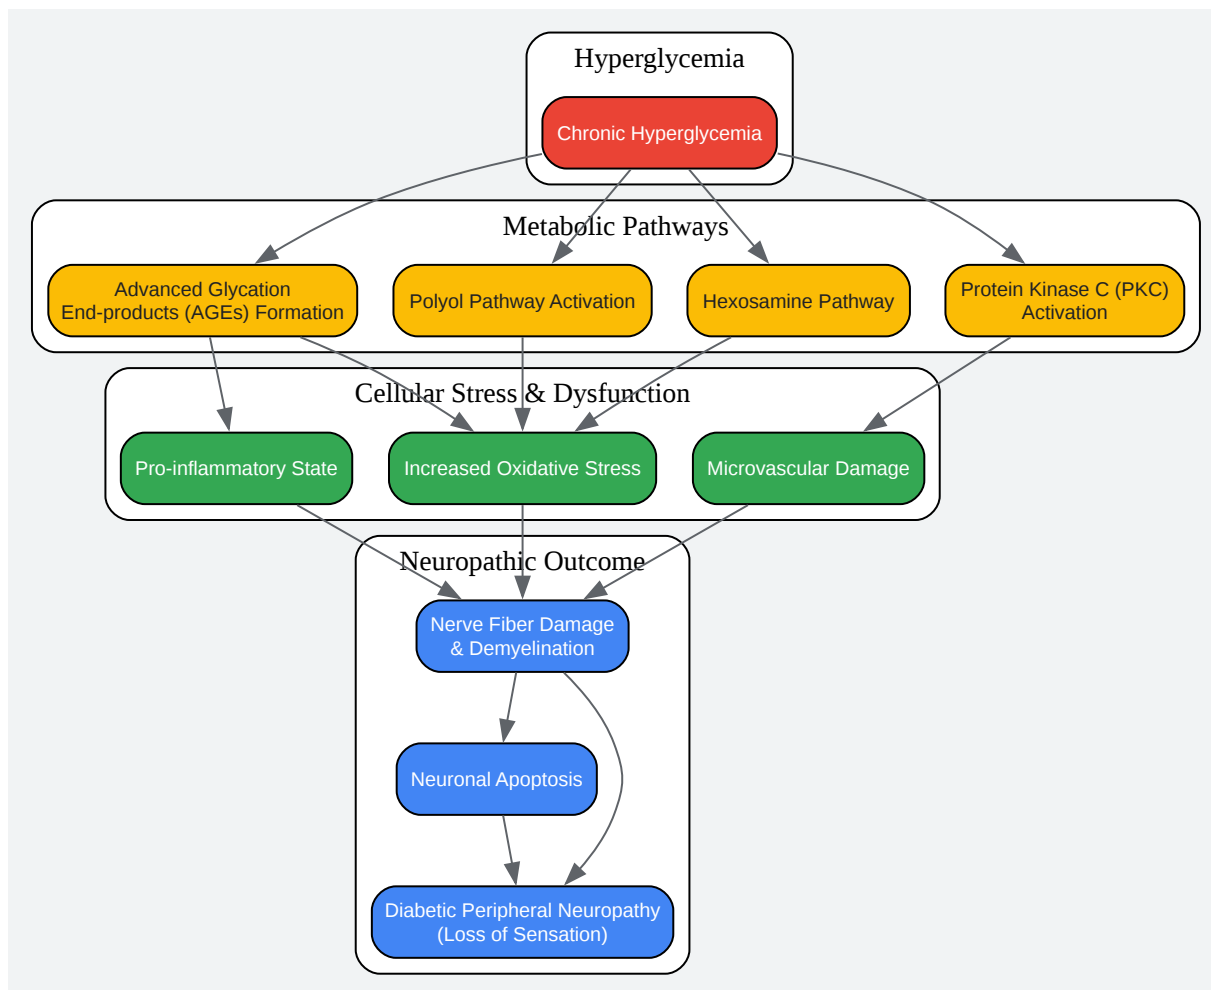 Hyperglycemia
Chronic Hyperglycemia
Metabolic Pathways
Advanced Glycation
End-products (AGEs) Formation
Polyol Pathway Activation
Hexosamine Pathway
Protein Kinase C (PKC)
Activation
Cellular Stress & Dysfunction
Pro-inflammatory State
Increased Oxidative Stress
Microvascular Damage
Neuropathic Outcome
Nerve Fiber Damage
& Demyelination
Neuronal Apoptosis
Diabetic Peripheral Neuropathy
(Loss of Sensation)